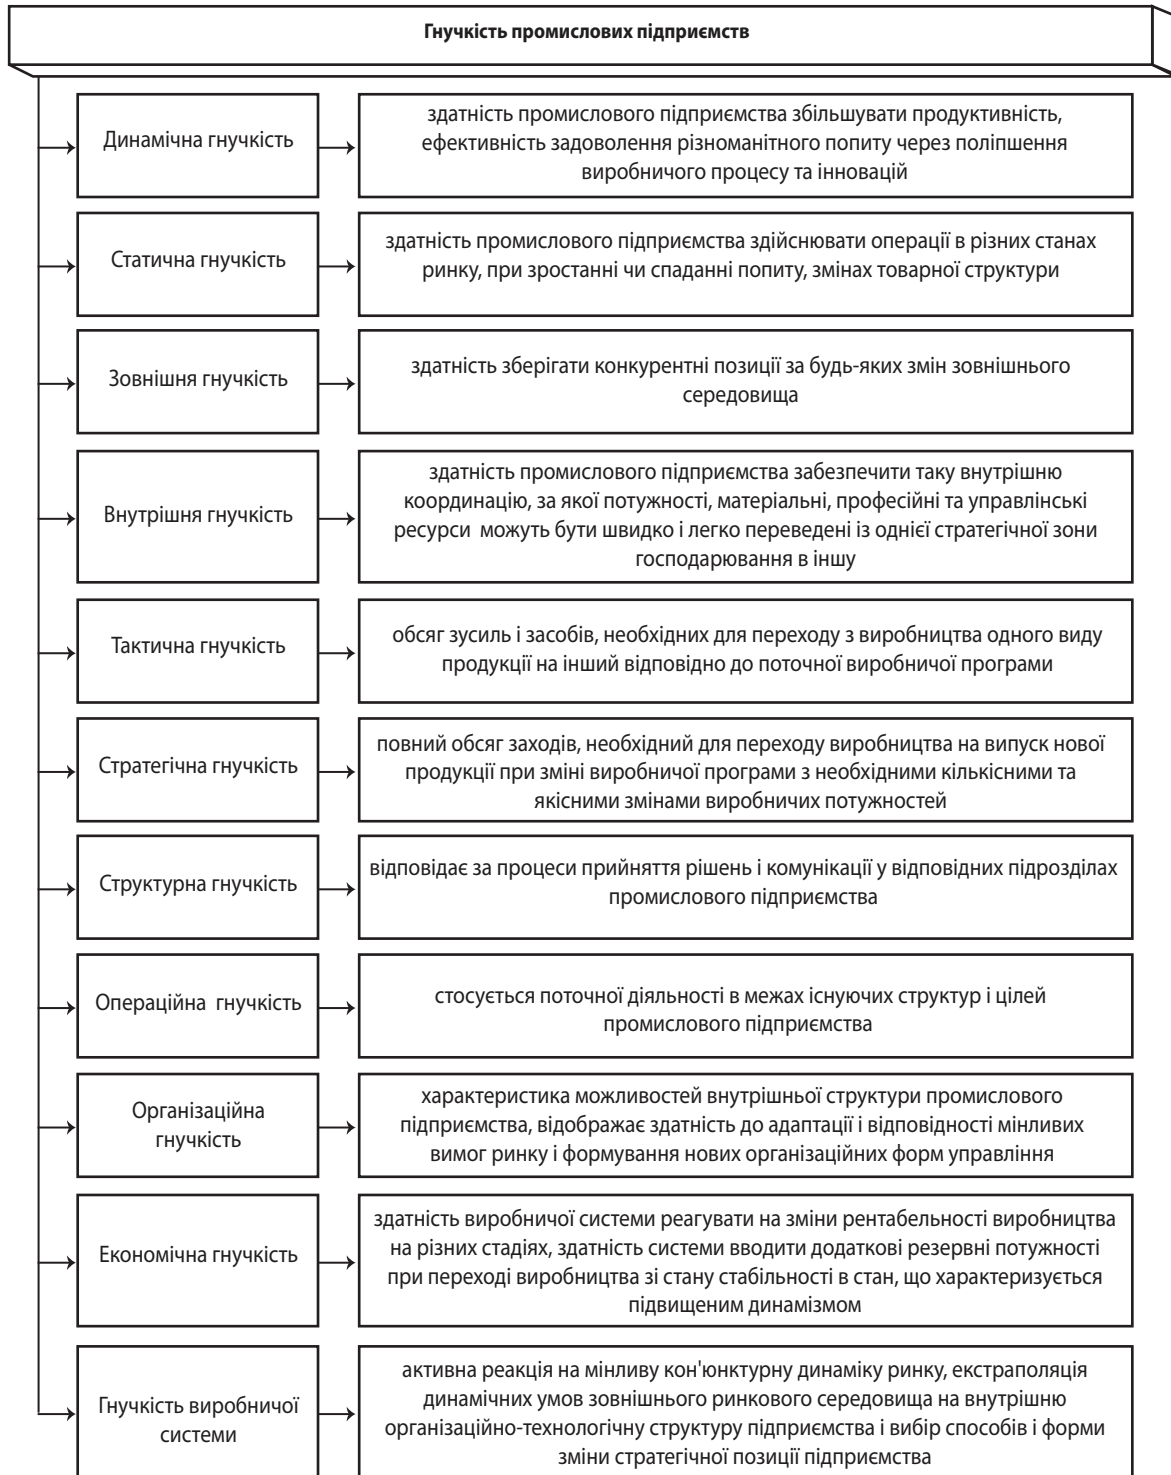 Гнучкість промислових підприємств
Динамічна гнучкість
здатність промислового підприємства збільшувати продуктивність,
ефективність задоволення різноманітного попиту через поліпшення
виробничого процесу та інновацій
Статична гнучкість
здатність промислового підприємства здійснювати операції в різних станах
ринку, при зростанні чи спаданні попиту, змінах товарної структури
Зовнішня гнучкість
здатність зберігати конкурентні позиції за будь-яких змін зовнішнього
середовища
Внутрішня гнучкість
здатність промислового підприємства забезпечити таку внутрішню
координацію, за якої потужності, матеріальні, професійні та управлінські
ресурси можуть бути швидко і легко переведені із однієї стратегічної зони
господарювання в іншу
Тактична гнучкість
обсяг зусиль і засобів, необхідних для переходу з виробництва одного виду
продукції на інший відповідно до поточної виробничої програми
Стратегічна гнучкість
повний обсяг заходів, необхідний для переходу виробництва на випуск нової
продукції при зміні виробничої програми з необхідними кількісними та
якісними змінами виробничих потужностей
Структурна гнучкість
відповідає за процеси прийняття рішень і комунікації у відповідних підрозділах
промислового підприємства
Операційна гнучкість
стосується поточної діяльності в межах існуючих структур і цілей
промислового підприємства
Організаційна
гнучкість
характеристика можливостей внутрішньої структури промислового
підприємства, відображає здатність до адаптації і відповідності мінливих
вимог ринку і формування нових організаційних форм управління
Економічна гнучкість
здатність виробничої системи реагувати на зміни рентабельності виробництва
на різних стадіях, здатність системи вводити додаткові резервні потужності
при переході виробництва зі стану стабільності в стан, що характеризується
підвищеним динамізмом
Гнучкість виробничої
системи
активна реакція на мінливу кон'юнктурну динаміку ринку, екстраполяція
динамічних умов зовнішнього ринкового середовища на внутрішню
організаційно-технологічну структуру підприємства і вибір способів і форми
зміни стратегічної позиції підприємства